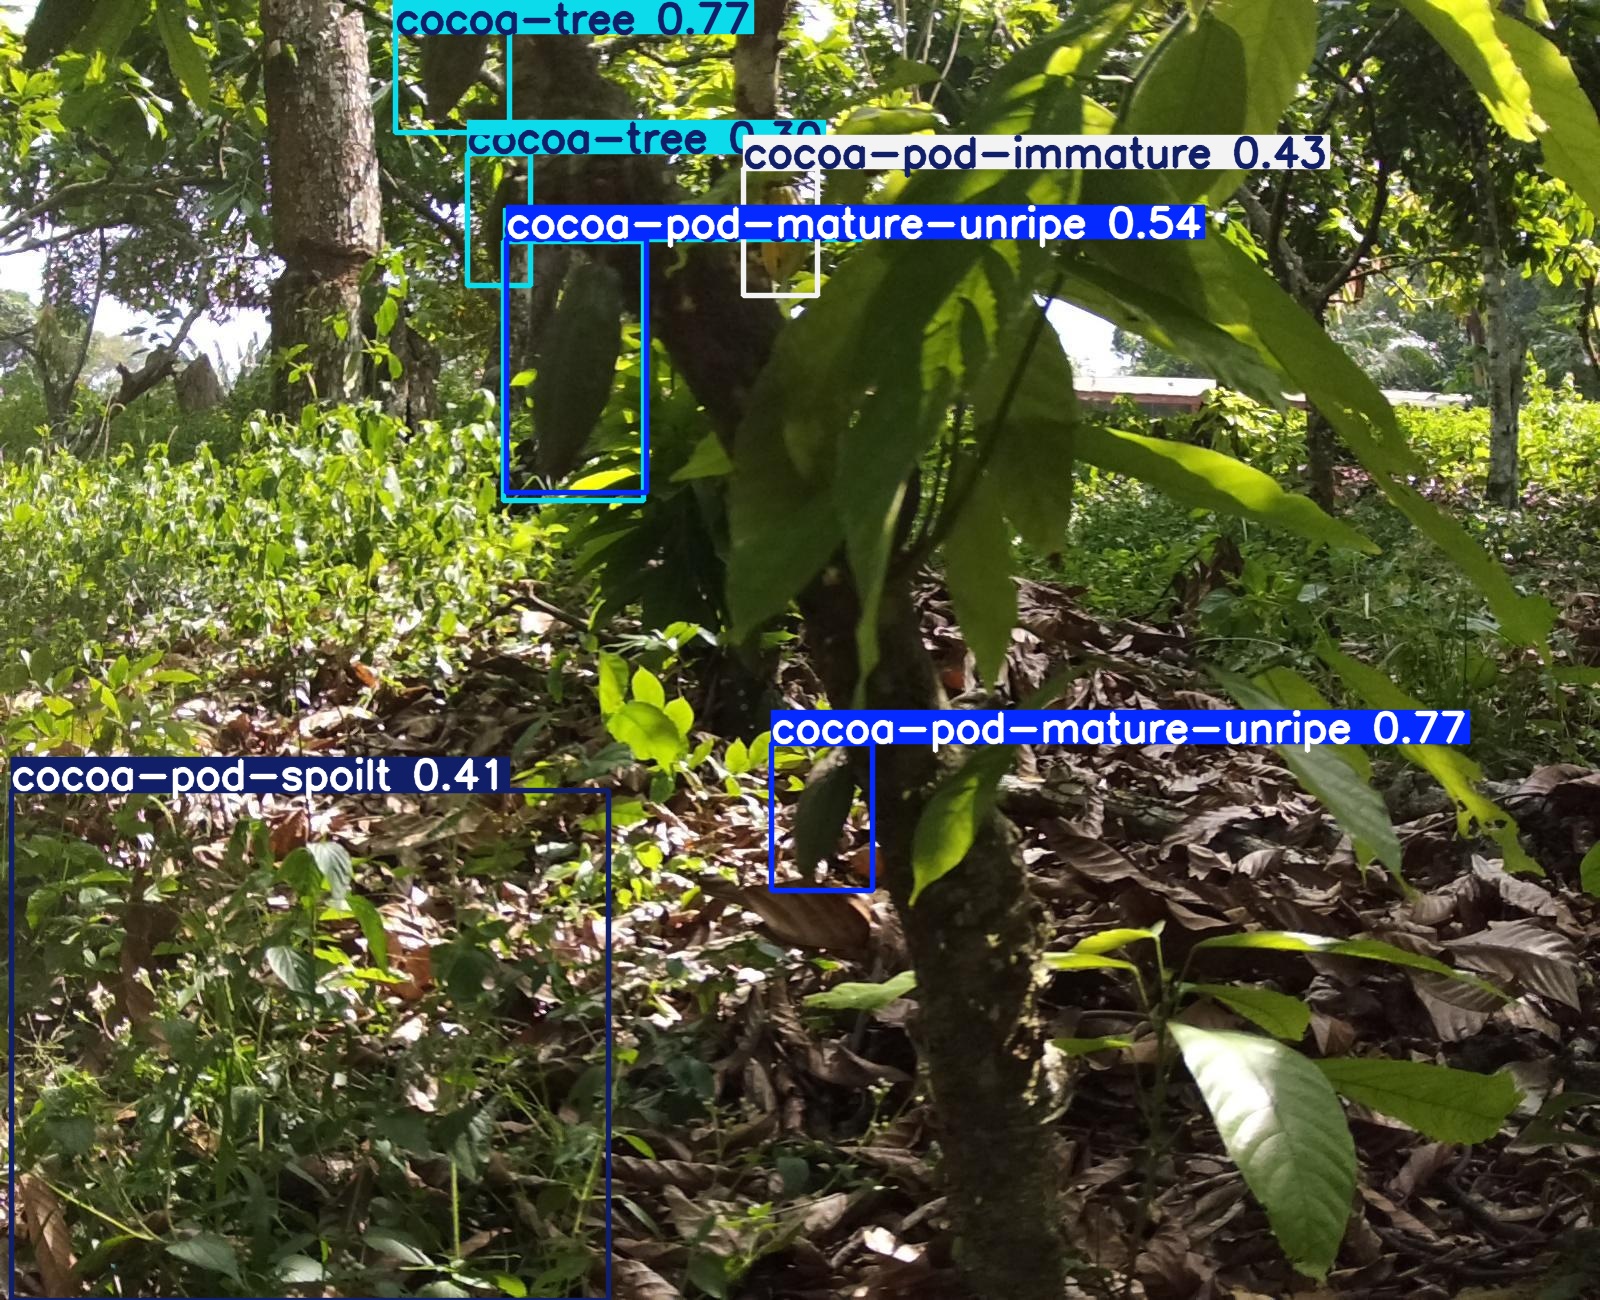 cocoa-tree 0.77
cocoa-tree
cocoa-pod-immature 0.43
cocoa-pod-mature-unripe 0.54
cocoa-pod-mature-unripe 0.77
cocoa-pod-spoilt 0.41